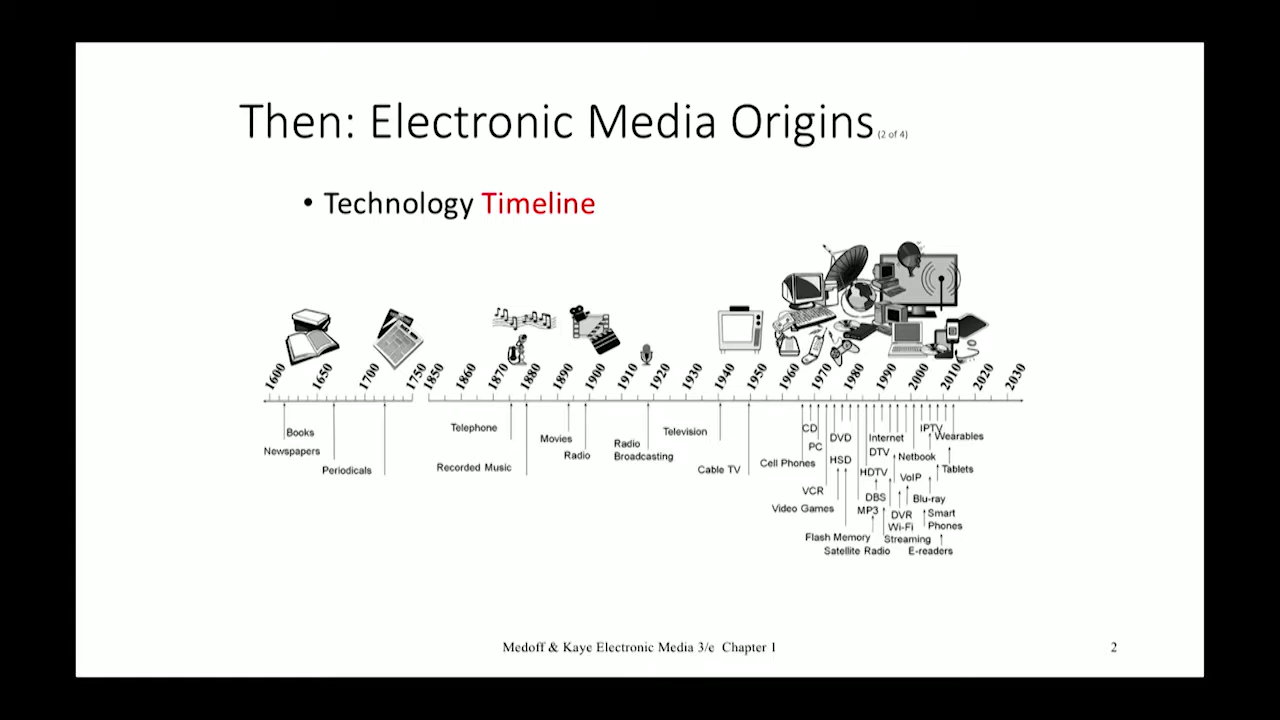 Then: Electronic Media Origins (2 of 4)
• Technology Timeline
1600 1650 1700 1750 1850 1860 1870 1880 1890 1900 1910 1920 1930 1940 1950 1960 1970 1980 1990 2000 2010 2020 2030
Books
Newspapers
Periodicals
Telephone
Recorded Music
Movies
Radio
Radio
Broadcasting
Television
Cable TV
Cell Phones
CD
PC
VCR
Video Games
DVD
HSD
Flash Memory
Satellite Radio
Internet
DTV
HDTV
DBS
MP3
Netbook
VoIP
DVR
Wi-Fi
Streaming
IPTV
Wearables
Tablets
Blu-ray
Smart
Phones
E-readers
Medoff & Kaye Electronic Media 3/e Chapter 1
2